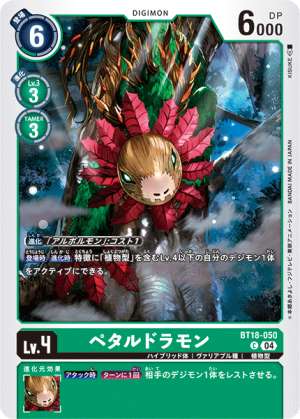 DIGIMON
登場
6
DP
6000
進化
Lv.3
3
TAMER
3
進化 「アルボルモン」:コスト1
登場時 進化時 特徴に「植物型」を含むLv.4以下の自分のデジモン1体
をアクティブにできる。
BT18-050
Lv.4
ペタルドラモン
C 04
ハイブリッド体 ヴァリアブル種 植物型
進化元効果
アタック時 ターンに1回 相手のデジモン1体をレストさせる。